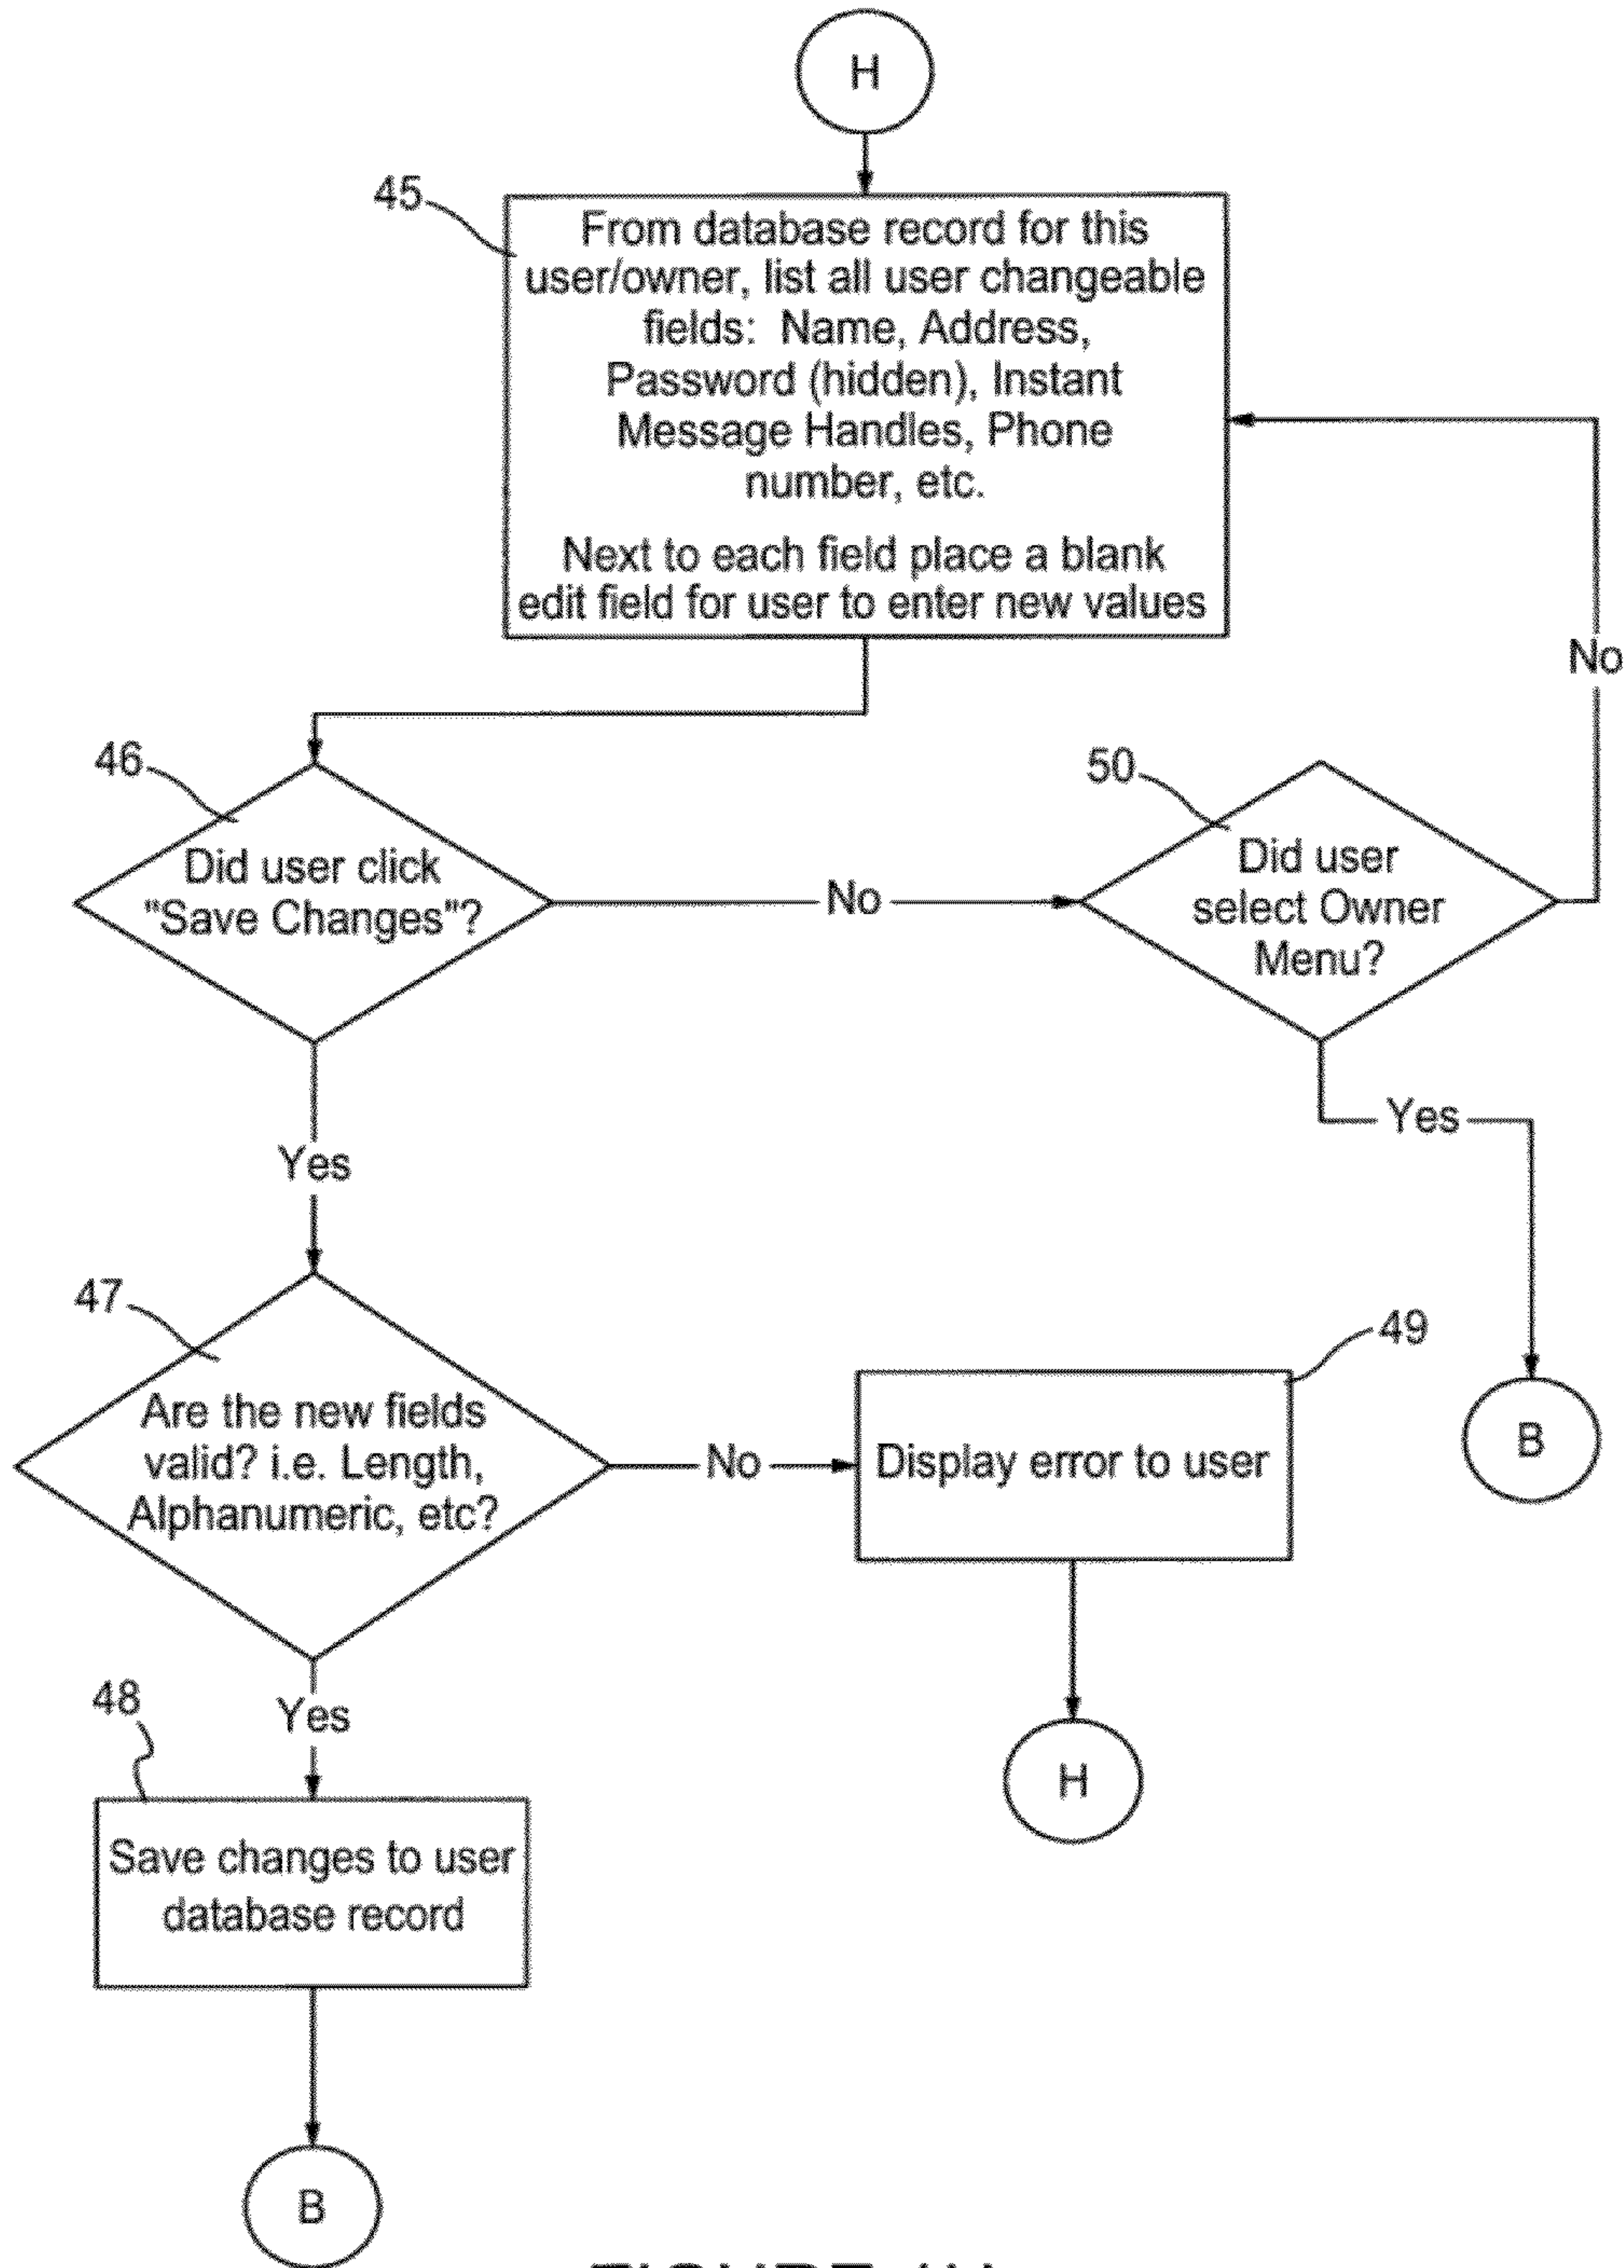 H
45
From database record for this
user/owner, list all user changeable
fields: Name, Address,
Password (hidden), Instant
Message Handles, Phone
number, etc.
Next to each field place a blank
edit field for user to enter new values
No
46
Did user click
"Save Changes"?
No
50
Did user
select Owner
Menu?
Yes
Yes
47
Are the new fields
valid? i.e. Length,
Alphanumeric, etc?
No
49
Display error to user
B
48
Yes
H
Save changes to user
database record
B